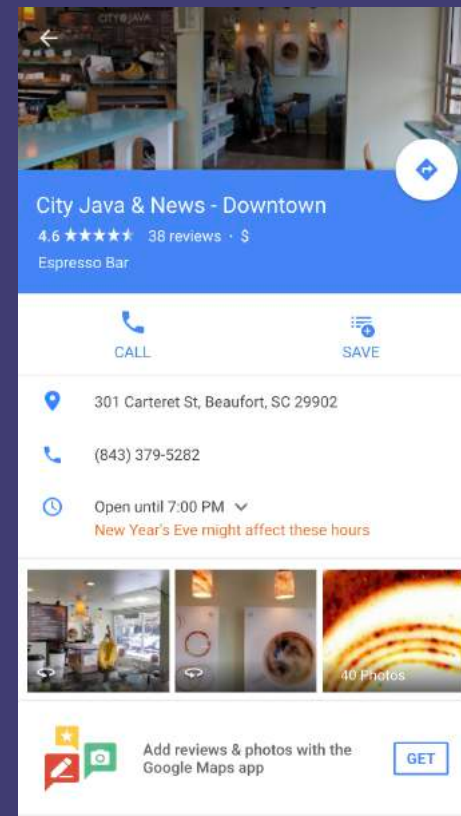 CITY JAVA
City Java & News - Downtown
4.6 ★★★★★ 38 reviews · $
Espresso Bar
CALL
SAVE
301 Carteret St, Beaufort, SC 29902
(843) 379-5282
Open until 7:00 PM
New Year's Eve might affect these hours
40 Photos
Add reviews & photos with the
Google Maps app
GET